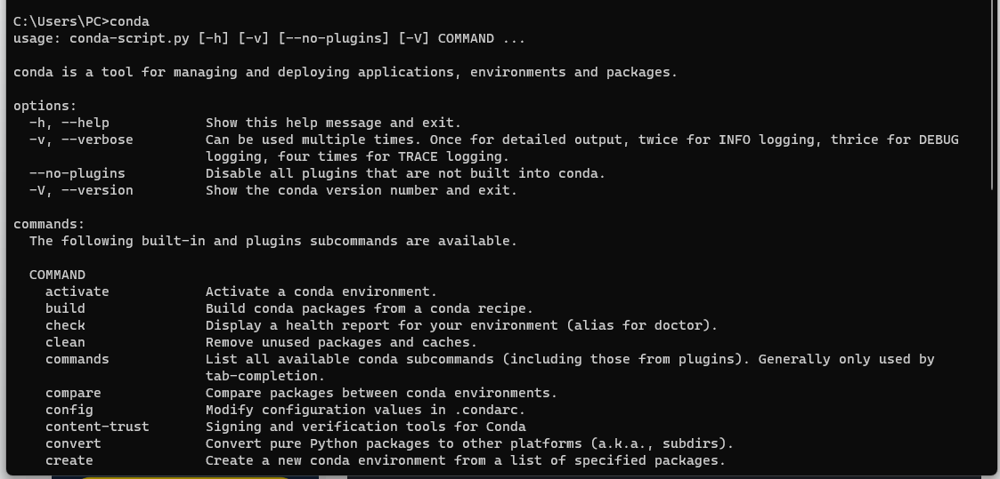 C:\Users\PC>conda
usage: conda-script.py [-h] [-v] [--no-plugins] [-V] COMMAND ...
conda is a tool for managing and deploying applications, environments and packages.
options:
-h, --help Show this help message and exit.
-v, --verbose Can be used multiple times. Once for detailed output, twice for INFO logging, thrice for DEBUG
logging, four times for TRACE logging.
--no-plugins Disable all plugins that are not built into conda.
-V, --version Show the conda version number and exit.
commands:
The following built-in and plugins subcommands are available.
COMMAND
activate Activate a conda environment.
build Build conda packages from a conda recipe.
check Display a health report for your environment (alias for doctor).
clean Remove unused packages and caches.
commands List all available conda subcommands (including those from plugins). Generally only used by
tab-completion.
compare Compare packages between conda environments.
config Modify configuration values in .condarc.
content-trust Signing and verification tools for Conda
convert Convert pure Python packages to other platforms (a.k.a., subdirs).
create Create a new conda environment from a list of specified packages.